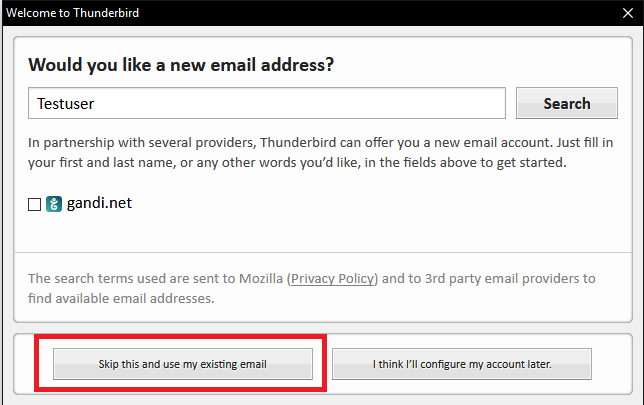 Welcome to Thunderbird
Would you like a new email address?
Testuser
Search
In partnership with several providers, Thunderbird can offer you a new email account. Just fill in
your first and last name, or any other words you'd like, in the fields above to get started.
gandi.net
The search terms used are sent to Mozilla (Privacy Policy) and to 3rd party email providers to
find available email addresses.
Skip this and use my existing email
I think I'll configure my account later.